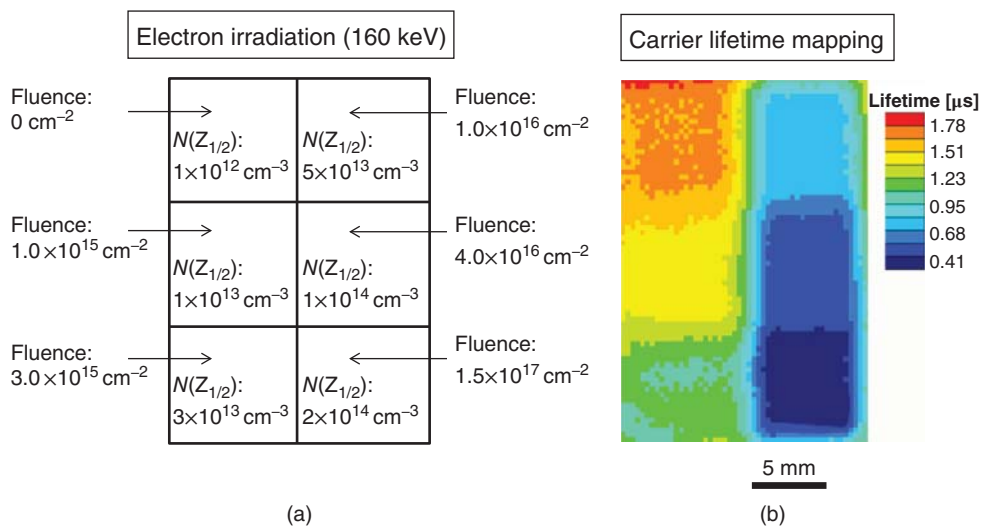 Electron irradiation (160 keV)
Fluence:
0 cm⁻²
N(Z₁/₂):
1×10¹² cm⁻³
N(Z₁/₂):
5×10¹³ cm⁻³
Fluence:
1.0×10¹⁶ cm⁻²
Fluence:
1.0×10¹⁵ cm⁻²
N(Z₁/₂):
1×10¹³ cm⁻³
N(Z₁/₂):
1×10¹⁴ cm⁻³
Fluence:
4.0×10¹⁶ cm⁻²
Fluence:
3.0×10¹⁵ cm⁻²
N(Z₁/₂):
3×10¹³ cm⁻³
N(Z₁/₂):
2×10¹⁴ cm⁻³
Fluence:
1.5×10¹⁷ cm⁻²
(a)
Carrier lifetime mapping
Lifetime [μs]
1.78
1.51
1.23
0.95
0.68
0.41
5 mm
(b)